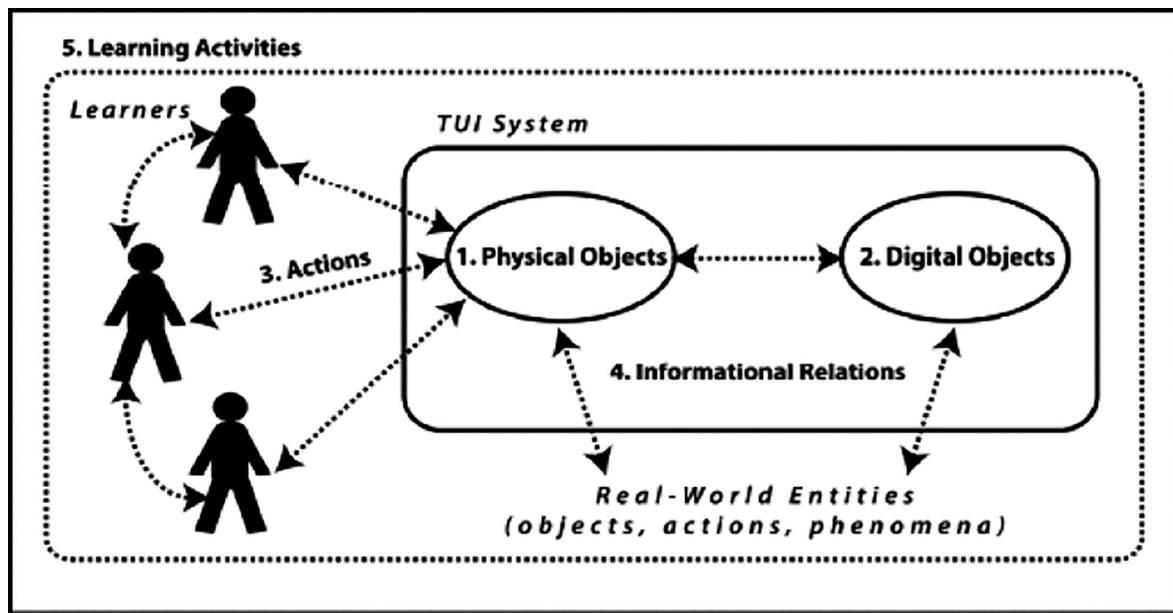 5. Learning Activities
Learners
TUI System
3. Actions
1. Physical Objects
2. Digital Objects
4. Informational Relations
Real-World Entities
(objects, actions, phenomena)